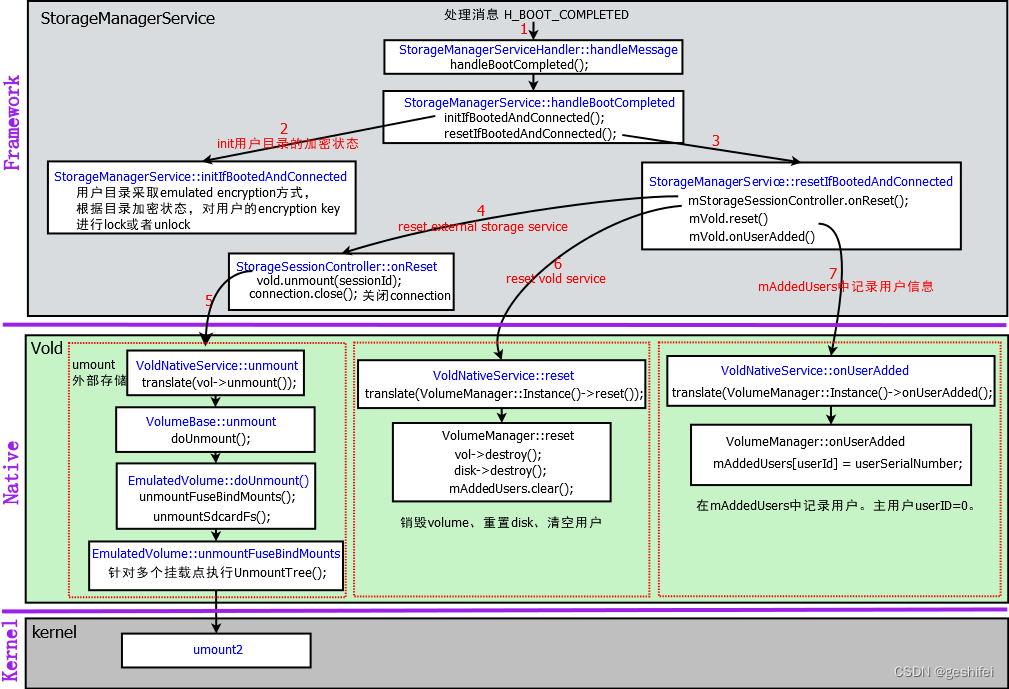 StorageManagerService
处理消息 H_BOOT_COMPLETED
1
StorageManagerServiceHandler::handleMessage
handleBootCompleted();
StorageManagerService::handleBootCompleted
initIfBootedAndConnected();
resetIfBootedAndConnected();
2
init用户目录的加密状态
3
Framework
StorageManagerService::initIfBootedAndConnected
用户目录采取emulated encryption方式，
根据目录加密状态，对用户的encryption key
进行lock或者unlock
StorageManagerService::resetIfBootedAndConnected
mStorageSessionController.onReset();
mVold.reset()
mVold.onUserAdded()
4
reset external storage service
StorageSessionController::onReset
vold.unmount(sessionId);
connection.close(); 关闭connection
5
6
reset vold service
7
mAddedUsers中记录用户信息
Native
Vold
umount
外部存储
VoldNativeService::unmount
translate(vol->unmount());
VolumeBase::unmount
doUnmount();
EmulatedVolume::doUnmount()
unmountFuseBindMounts();
unmountSdcardFs();
EmulatedVolume::unmountFuseBindMounts
针对多个挂载点执行UnmountTree();
VoldNativeService::reset
translate(VolumeManager::Instance()->reset());
VolumeManager::reset
vol->destroy();
disk->destroy();
mAddedUsers.clear();
销毁volume、重置disk、清空用户
VoldNativeService::onUserAdded
translate(VolumeManager::Instance()->onUserAdded();
VolumeManager::onUserAdded
mAddedUsers[userId] = userSerialNumber;
在mAddedUsers中记录用户。主用户userID=0。
Kernel
kernel
umount2
CSDN @geshifei